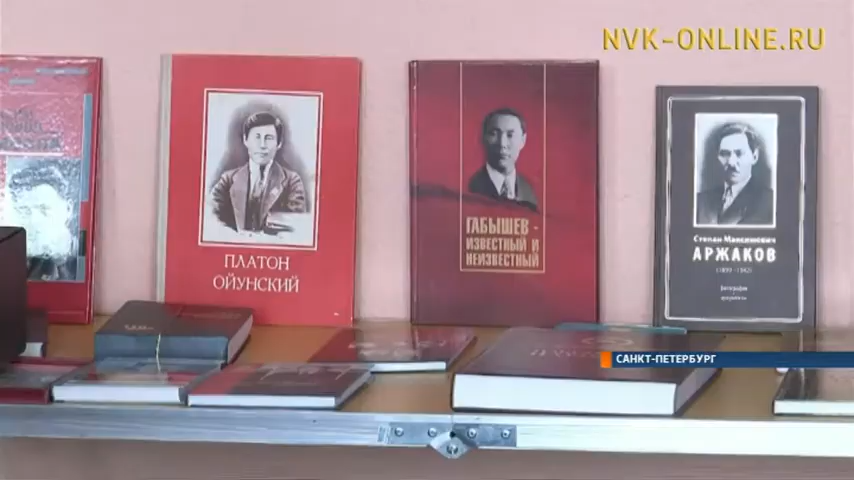 NVK-ONLINE.RU
ПЛАТОН
ОЙУНСКИЙ
ГАБЫШЕВ -
ИЗВЕСТНЫЙ И
НЕИЗВЕСТНЫЙ
Степан Максимович
АРЖАКОВ
САНКТ-ПЕТЕРБУРГ